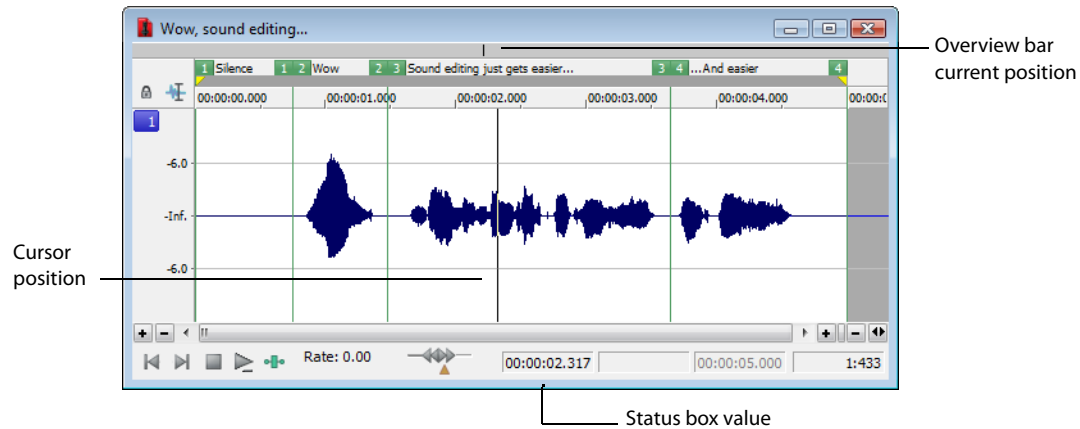 Wow, sound editing...
Overview bar
current position
1 Silence 1 2 Wow 2 3 Sound editing just gets easier... 3 4 ...And easier 4
00:00:00.000 00:00:01.000 00:00:02.000 00:00:03.000 00:00:04.000 00:00:0
1
-6.0
-Inf.
-6.0
Cursor
position
Rate: 0.00 00:00:02.317 00:00:05.000 1:433
Status box value